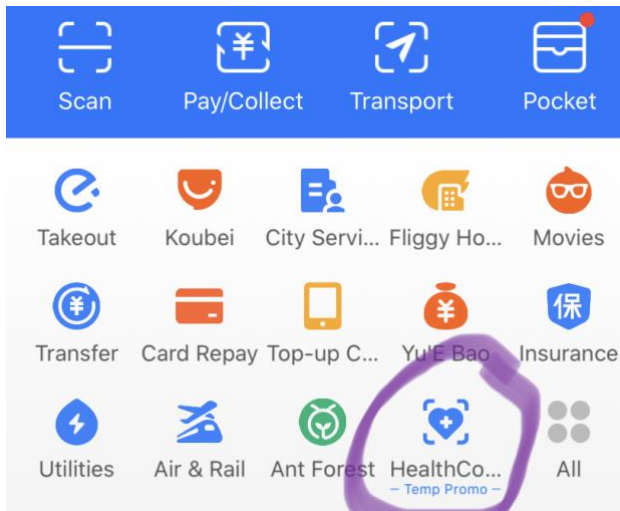 Scan Pay/Collect Transport Pocket
Takeout Koubei City Servi... Fliggy Ho... Movies
保
Transfer Card Repay Top-up C... Yu'E Bao Insurance
Utilities Air & Rail Ant Forest HealthCo... All
– Temp Promo –